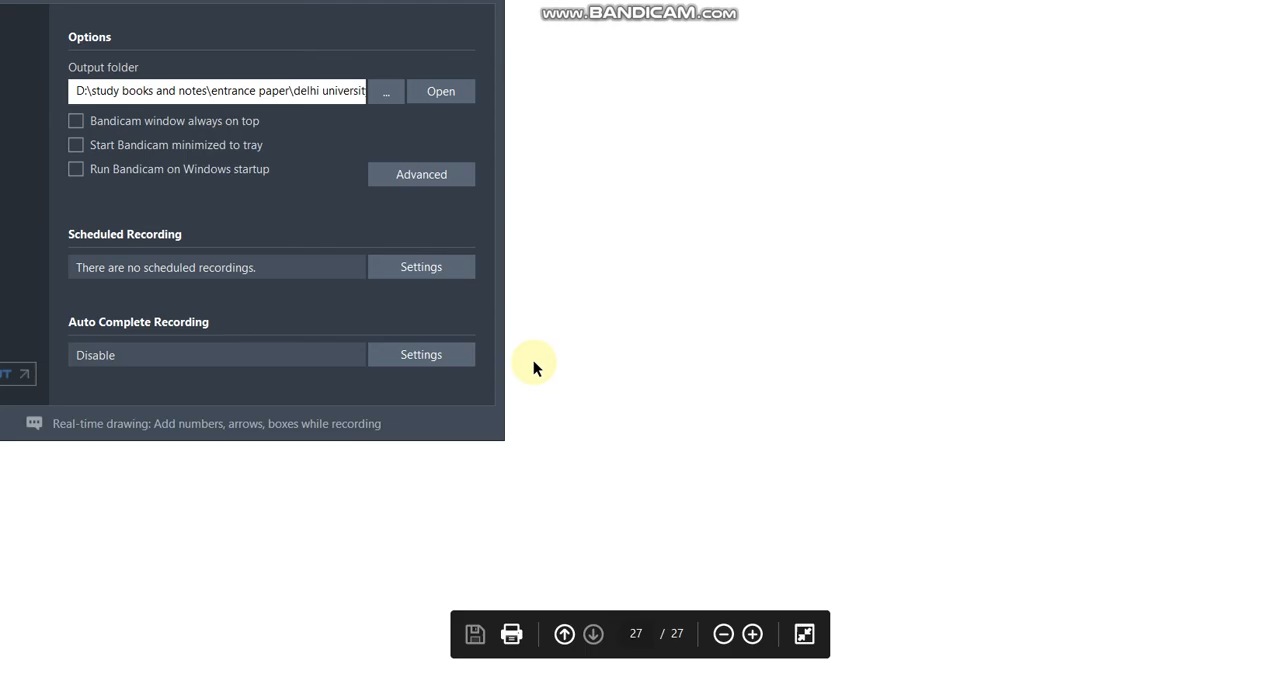 www.BANDICAM.com
Options
Output folder
D:\study books and notes\entrance paper\delhi universit
... Open
Bandicam window always on top
Start Bandicam minimized to tray
Run Bandicam on Windows startup
Advanced
Scheduled Recording
There are no scheduled recordings. Settings
Auto Complete Recording
Disable Settings
Real-time drawing: Add numbers, arrows, boxes while recording
27 / 27